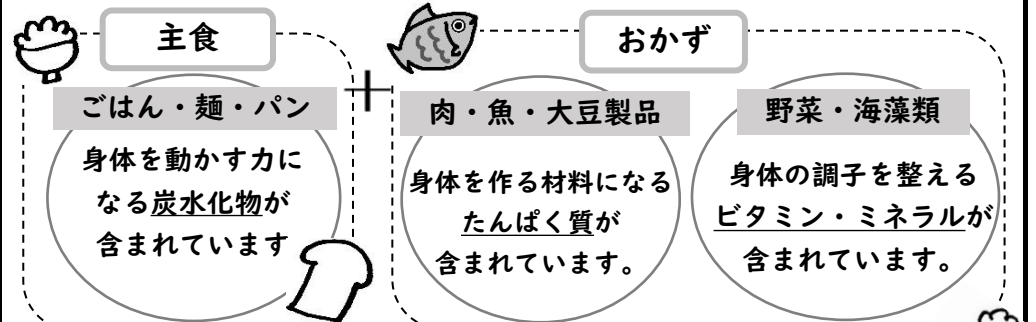 主食
ごはん・麺・パン
身体を動かす力に
なる炭水化物が
含まれています
+
おかず
肉・魚・大豆製品
身体を作る材料になる
たんぱく質が
含まれています。
野菜・海藻類
身体の調子を整える
ビタミン・ミネラルが
含まれています。